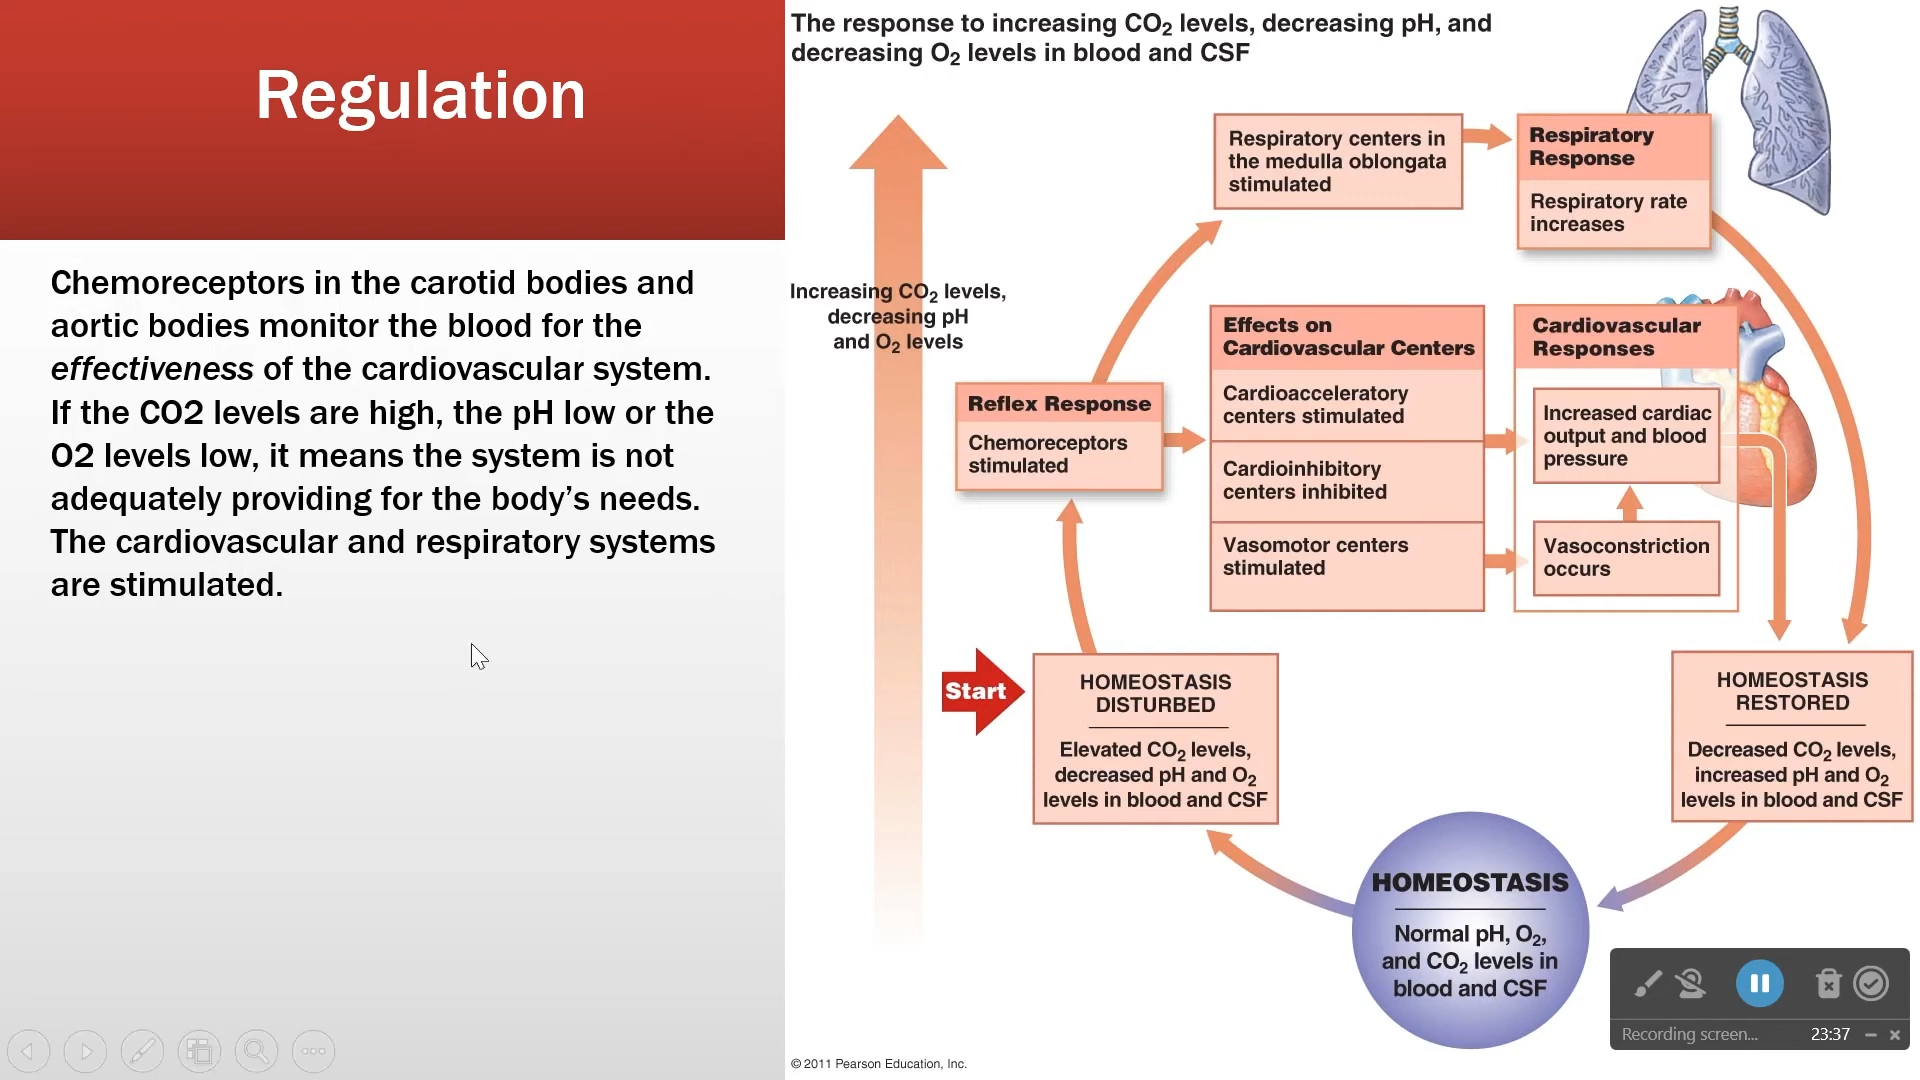 Regulation
Chemoreceptors in the carotid bodies and
aortic bodies monitor the blood for the
effectiveness of the cardiovascular system.
If the CO2 levels are high, the pH low or the
O2 levels low, it means the system is not
adequately providing for the body’s needs.
The cardiovascular and respiratory systems
are stimulated.
The response to increasing CO₂ levels, decreasing pH, and
decreasing O₂ levels in blood and CSF
Increasing CO₂ levels,
decreasing pH
and O₂ levels
Respiratory centers in
the medulla oblongata
stimulated
Respiratory
Response
Respiratory rate
increases
Reflex Response
Chemoreceptors
stimulated
Effects on
Cardiovascular Centers
Cardioacceleratory
centers stimulated
Cardioinhibitory
centers inhibited
Vasomotor centers
stimulated
Cardiovascular
Responses
Increased cardiac
output and blood
pressure
Vasoconstriction
occurs
Start
HOMEOSTASIS
DISTURBED
Elevated CO₂ levels,
decreased pH and O₂
levels in blood and CSF
HOMEOSTASIS
RESTORED
Decreased CO₂ levels,
increased pH and O₂
levels in blood and CSF
HOMEOSTASIS
Normal pH, O₂,
and CO₂ levels in
blood and CSF
© 2011 Pearson Education, Inc.
Recording screen...
23:37